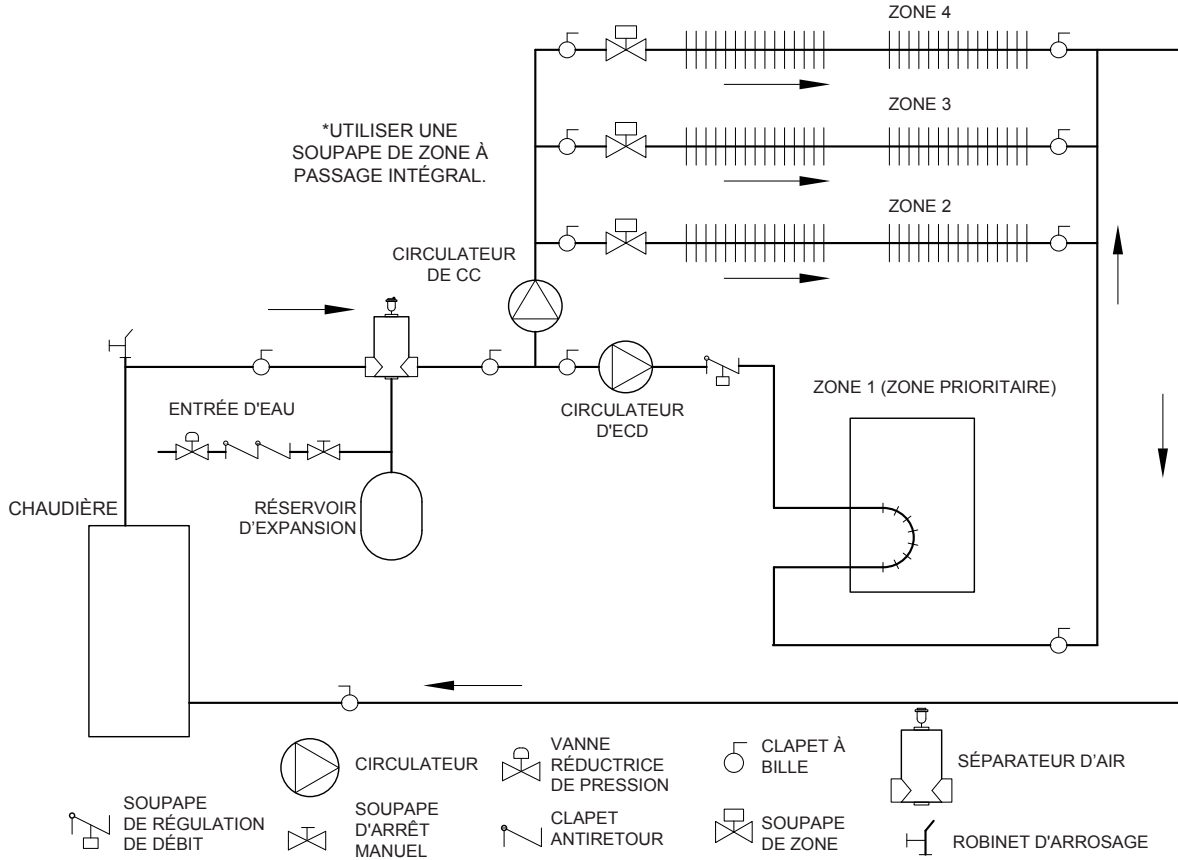 ZONE 4
*UTILISER UNE
SOUPAPE DE ZONE À
PASSAGE INTÉGRAL.
ZONE 3
ZONE 2
CIRCULATEUR
DE CC
ENTRÉE D'EAU
CIRCULATEUR
D'ECD
ZONE 1 (ZONE PRIORITAIRE)
CHAUDIÈRE
RÉSERVOIR
D'EXPANSION
CIRCULATEUR
VANNE
RÉDUCTRICE
DE PRESSION
CLAPET À
BILLE
SÉPARATEUR D'AIR
SOUPAPE
DE RÉGULATION
DE DÉBIT
SOUPAPE
D'ARRÊT
MANUEL
CLAPET
ANTIRETOUR
SOUPAPE
DE ZONE
ROBINET D'ARROSAGE